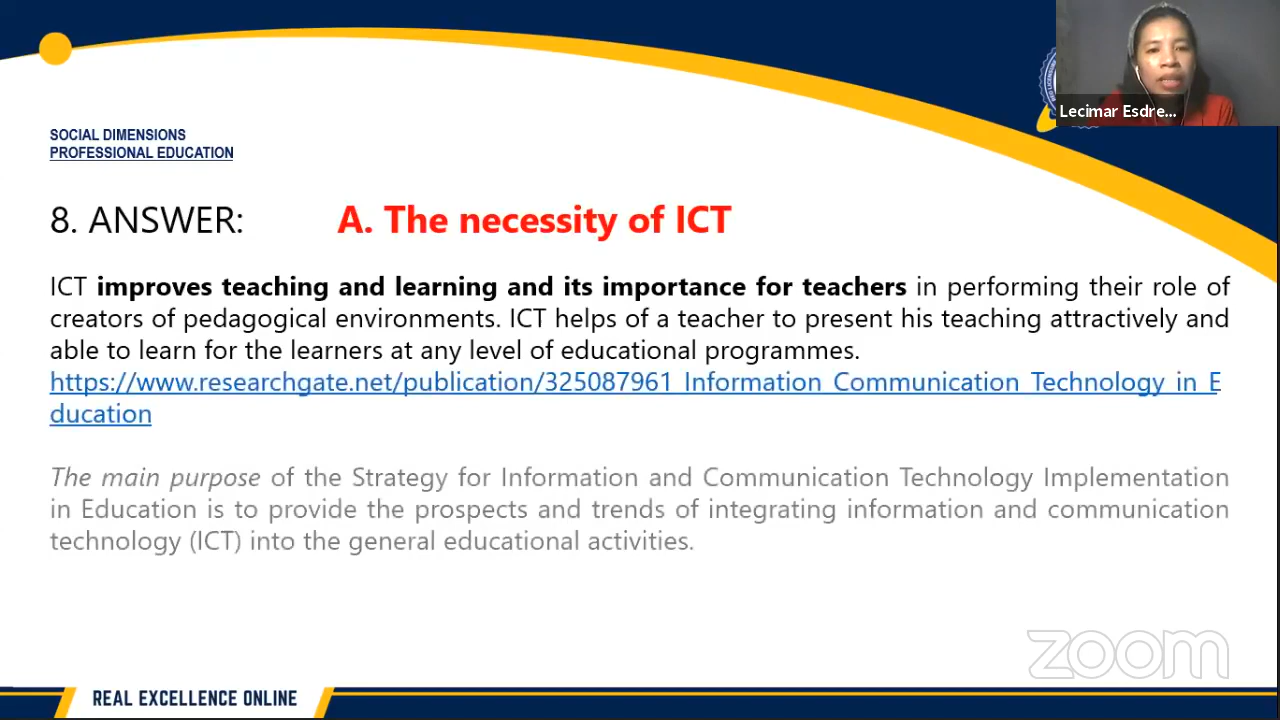 Lecimar Esdre...
SOCIAL DIMENSIONS
PROFESSIONAL EDUCATION
8. ANSWER: A. The necessity of ICT
ICT improves teaching and learning and its importance for teachers in performing their role of
creators of pedagogical environments. ICT helps of a teacher to present his teaching attractively and
able to learn for the learners at any level of educational programmes.
https://www.researchgate.net/publication/325087961_Information_Communication_Technology_in_E
ducation
The main purpose of the Strategy for Information and Communication Technology Implementation
in Education is to provide the prospects and trends of integrating information and communication
technology (ICT) into the general educational activities.
zoom
REAL EXCELLENCE ONLINE